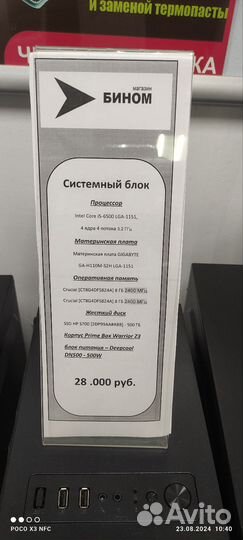 и заменой термопасты
магазин
БИНОМ
Системный блок
Процессор
Intel Core i5-6500 LGA-1151,
4 ядра 4 потока 3.2 ГГц
Материнская плата
Материнская плата GIGABYTE
GA-H110M-S2H LGA-1151
Оперативная память
Crucial [CT8G4DFS824A] 8 ГБ 2400 МГц
Crucial [CT8G4DFS824A] 8 ГБ 2400 МГц
Жесткий диск
SSD HP S700 [2DP99AA#ABB] - 500 ГБ
Корпус Prime Box Warrior Z3
блок питания – Deepcool
DN500 - 500W
28 .000 руб.
POCO X3 NFC
23.08.2024 10:40
Avito